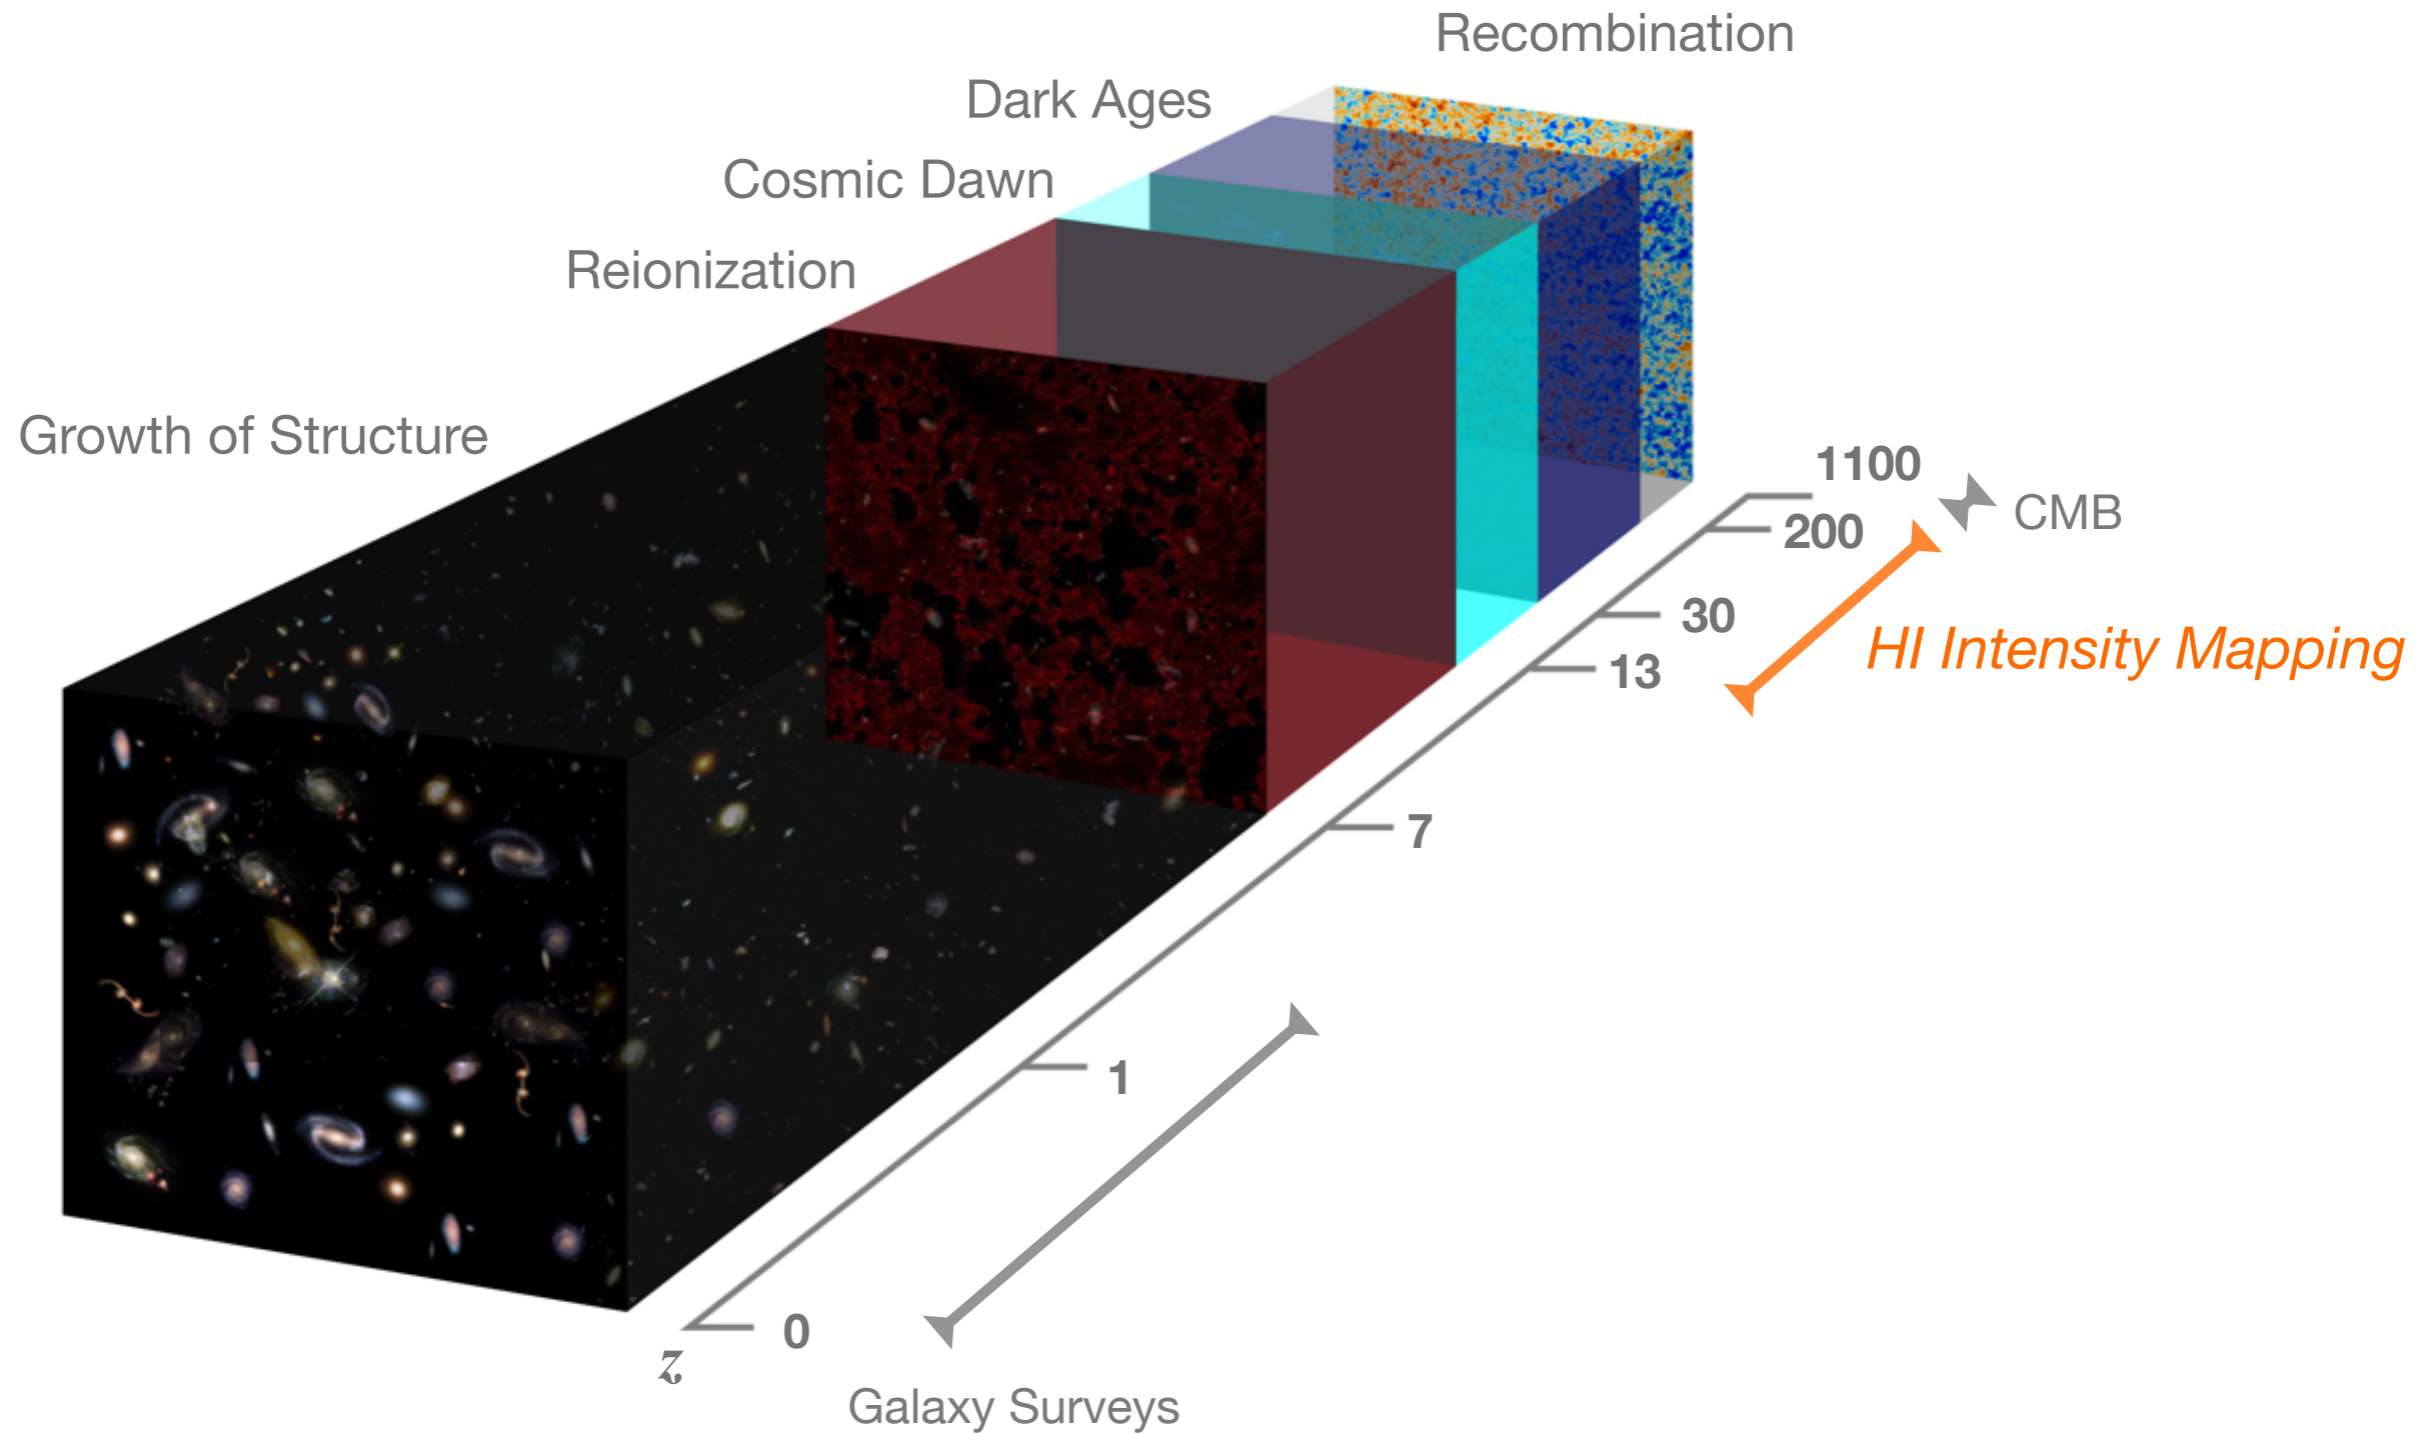 Recombination
Dark Ages
Cosmic Dawn
Reionization
Growth of Structure
1100
CMB
200
30
HI Intensity Mapping
13
7
1
0
z
Galaxy Surveys